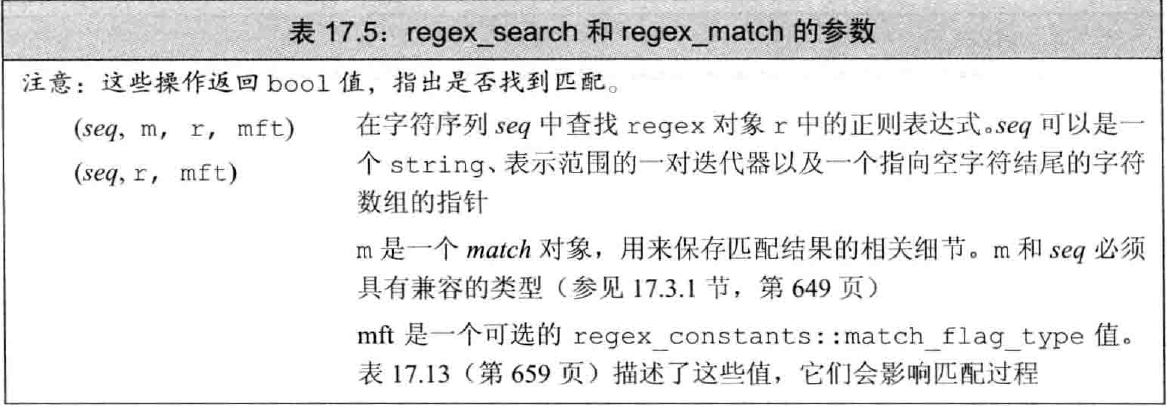 表 17.5：regex_search 和 regex_match 的参数
注意：这些操作返回 bool 值，指出是否找到匹配。
(seq, m, r, mft) 在字符序列 seq 中查找 regex 对象 r 中的正则表达式。seq 可以是一
(seq, r, mft) 个 string、表示范围的一对迭代器以及一个指向空字符结尾的字符
数组的指针
m 是一个 match 对象，用来保存匹配结果的相关细节。m 和 seq 必须
具有兼容的类型（参见 17.3.1 节，第 649 页）
mft 是一个可选的 regex_constants::match_flag_type 值。
表 17.13（第 659 页）描述了这些值，它们会影响匹配过程